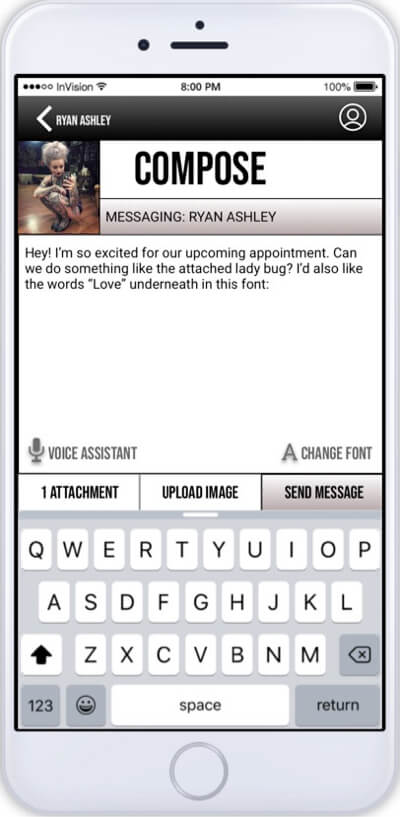 InVision 8:00 PM 100%
RYAN ASHLEY
COMPOSE
MESSAGING: RYAN ASHLEY
Hey! I'm so excited for our upcoming appointment. Can
we do something like the attached lady bug? I'd also like
the words “Love” underneath in this font:
VOICE ASSISTANT A CHANGE FONT
1 ATTACHMENT UPLOAD IMAGE SEND MESSAGE
Q W E R T Y U I O P
A S D F G H J K L
Z X C V B N M
123 space return